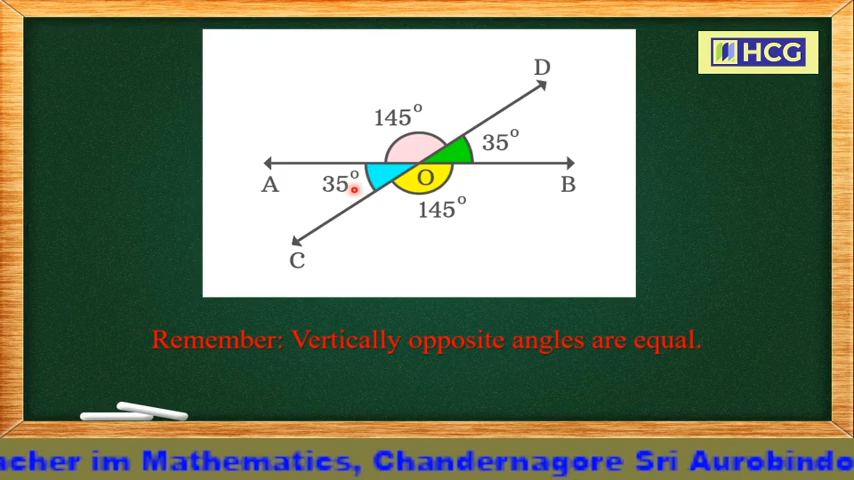 HCG
D
145°
35°
A
35°
O
B
145°
C
Remember: Vertically opposite angles are equal.
acher im Mathematics, Chandernagore Sri Aurobindo